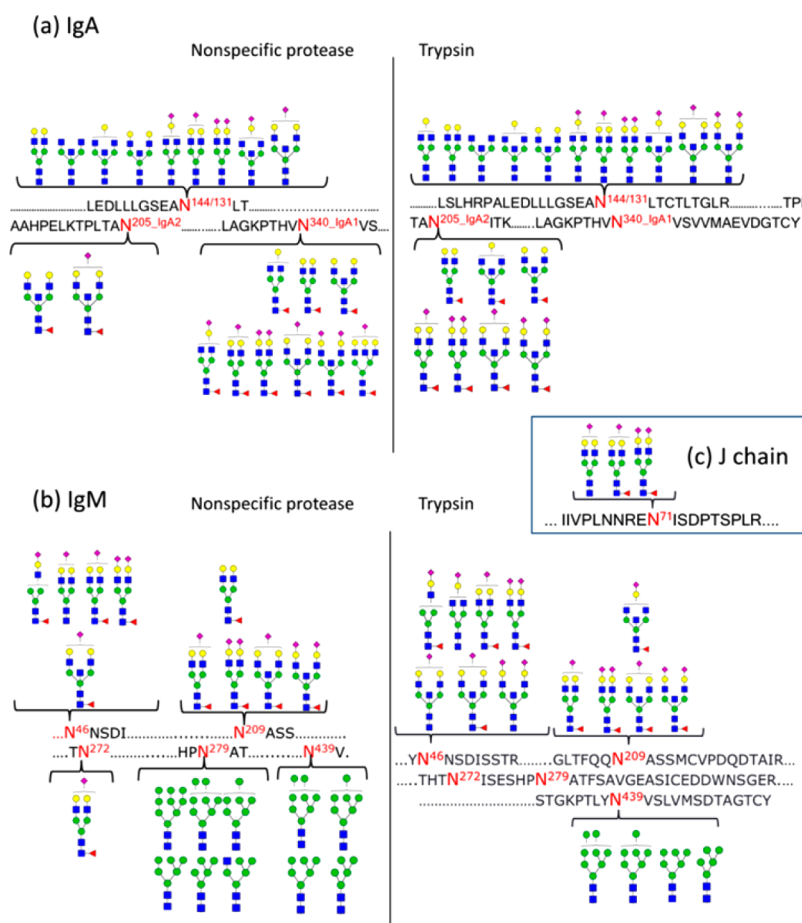 (a) IgA
Nonspecific protease
Trypsin
...........LEDLLLGSEAN144/131LT...........................
AAHPELKTPLTAN205_IgA2.........LAGKPTHVN340_IgA1VS....
.........LSLHRPALEDLLLGSEAN144/131LTCTLTGLR........TP
TAN205_IgA2ITK........LAGKPTHVN340_IgA1VSVVMAEVDGTCY
(c) J chain
... IIVPLNNREN71ISDPTSPLR....
(b) IgM
Nonspecific protease
Trypsin
...N46NSDI......................N209ASS............
...TN272................HPN279AT..........N439V.
...YN46NSDISSTR.........GLTFQQN209ASSMCVPDQDTAIR...
.....THTN272ISESHPN279ATFSAVGEASICEDDWNSGER....
..............................STGKPTLYN439VSLVMSDTAGTCY